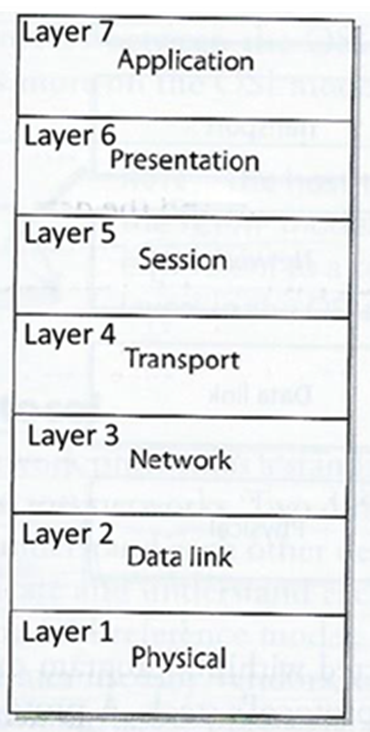 Layer 7
Application
Layer 6
Presentation
Layer 5
Session
Layer 4
Transport
Layer 3
Network
Layer 2
Data link
Layer 1
Physical